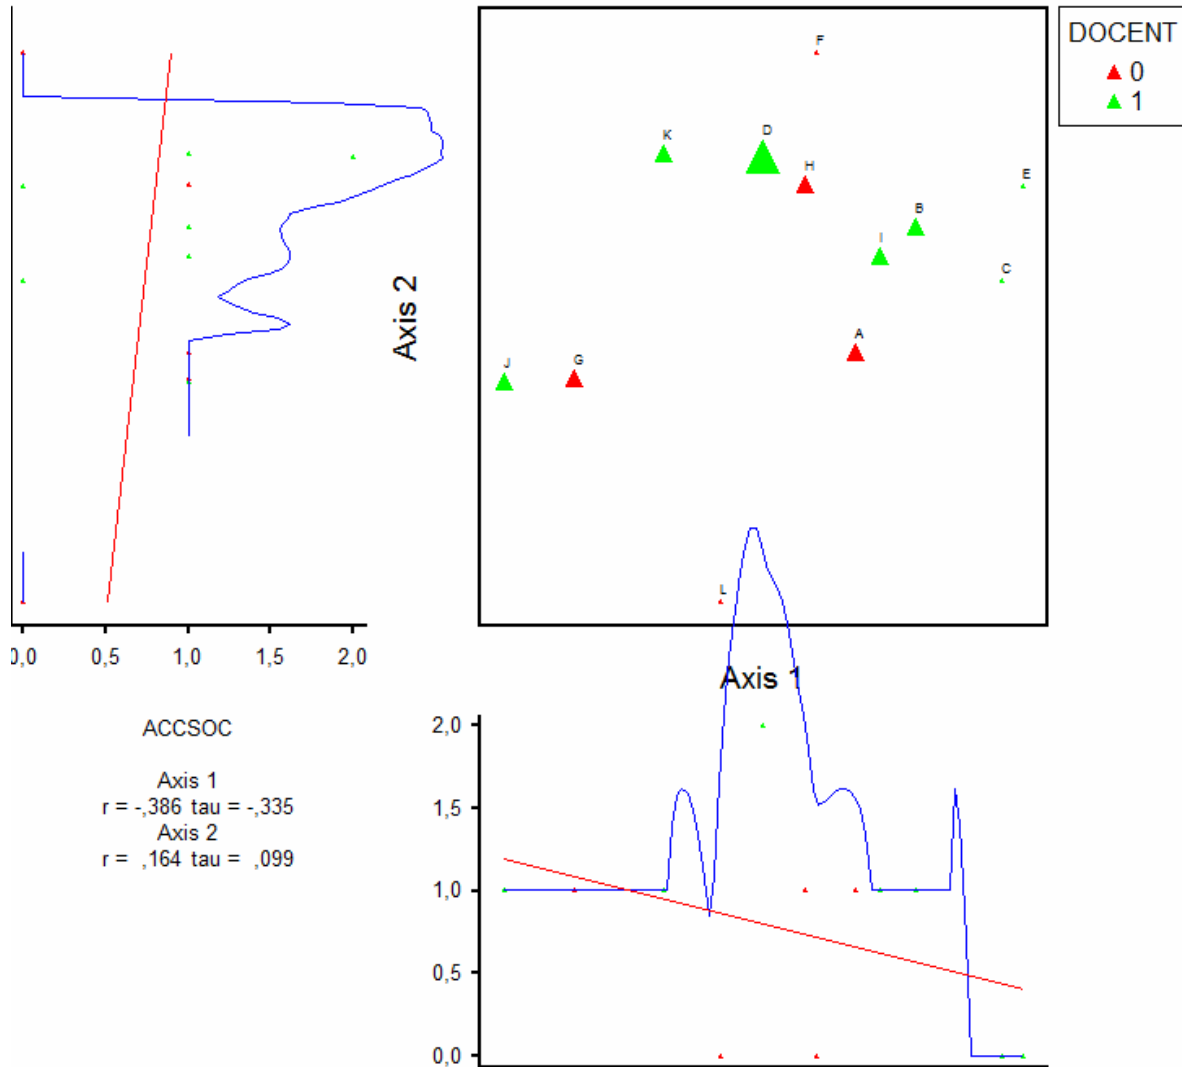 DOCENT
0
1
F
K
D
H
E
B
I
C
A
J
G
L
Axis 2
0,0 0,5 1,0 1,5 2,0
Axis 1
ACCSOC
Axis 1
r = -,386 tau = -,335
Axis 2
r = ,164 tau = ,099
2,0
1,5
1,0
0,5
0,0